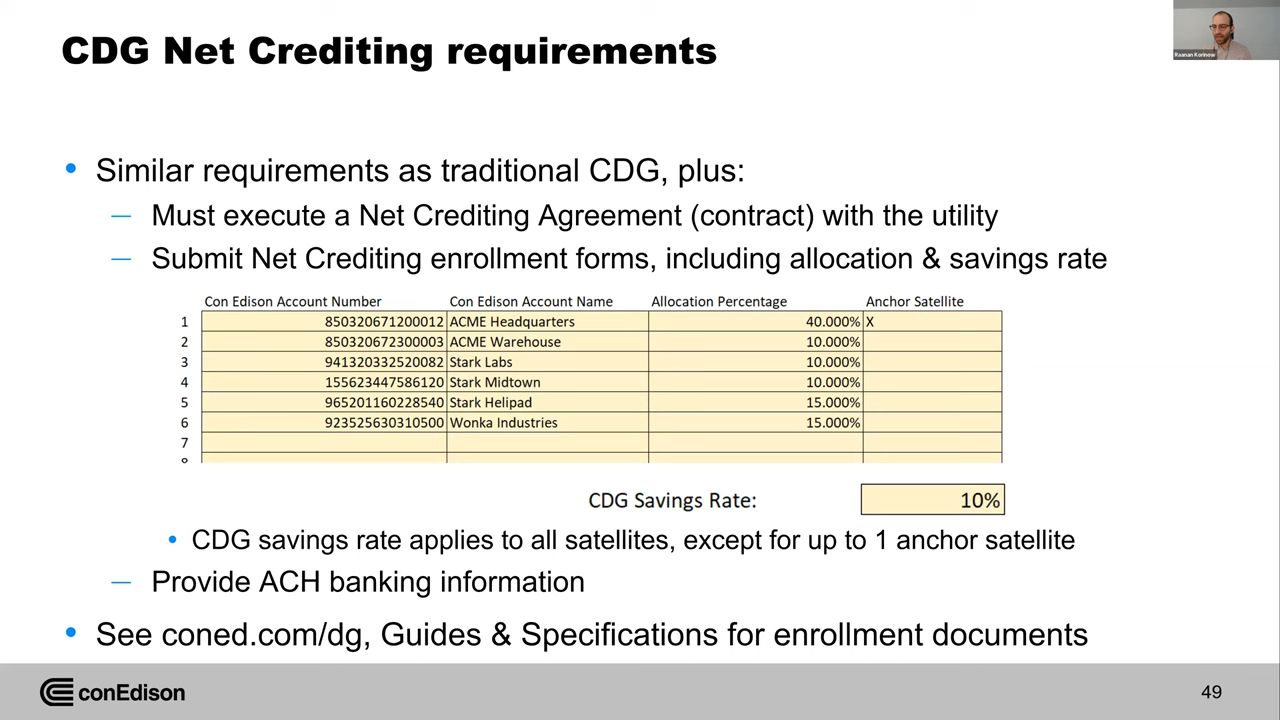 CDG Net Crediting requirements
Raanan Korinow
• Similar requirements as traditional CDG, plus:
– Must execute a Net Crediting Agreement (contract) with the utility
– Submit Net Crediting enrollment forms, including allocation & savings rate
Con Edison Account Number Con Edison Account Name Allocation Percentage Anchor Satellite
1 850320671200012 ACME Headquarters 40.000% X
2 850320672300003 ACME Warehouse 10.000%
3 941320332520082 Stark Labs 10.000%
4 155623447586120 Stark Midtown 10.000%
5 965201160228540 Stark Helipad 15.000%
6 923525630310500 Wonka Industries 15.000%
7
CDG Savings Rate: 10%
• CDG savings rate applies to all satellites, except for up to 1 anchor satellite
– Provide ACH banking information
• See coned.com/dg, Guides & Specifications for enrollment documents
conEdison
49